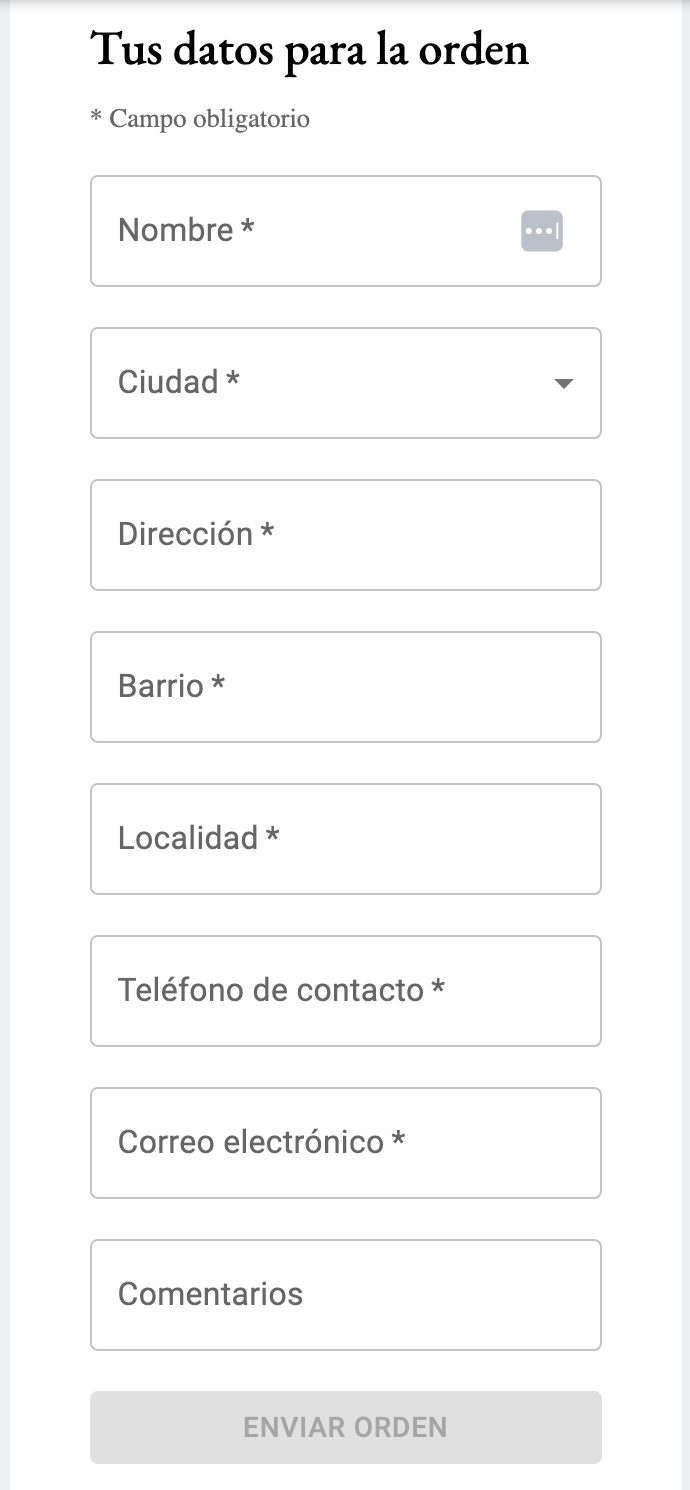 Tus datos para la orden
* Campo obligatorio
Nombre *
Ciudad *
Dirección *
Barrio *
Localidad *
Teléfono de contacto *
Correo electrónico *
Comentarios
ENVIAR ORDEN